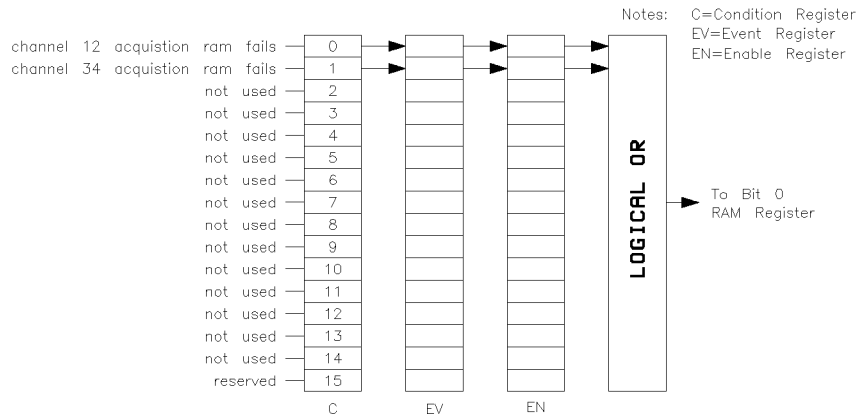 Notes: C=Condition Register
EV=Event Register
EN=Enable Register
channel 12 acquistion ram fails 0
channel 34 acquistion ram fails 1
not used 2
not used 3
not used 4
not used 5
not used 6
not used 7
not used 8
not used 9
not used 10
not used 11
not used 12
not used 13
not used 14
reserved 15
C EV EN
LOGICAL OR
To Bit 0
RAM Register